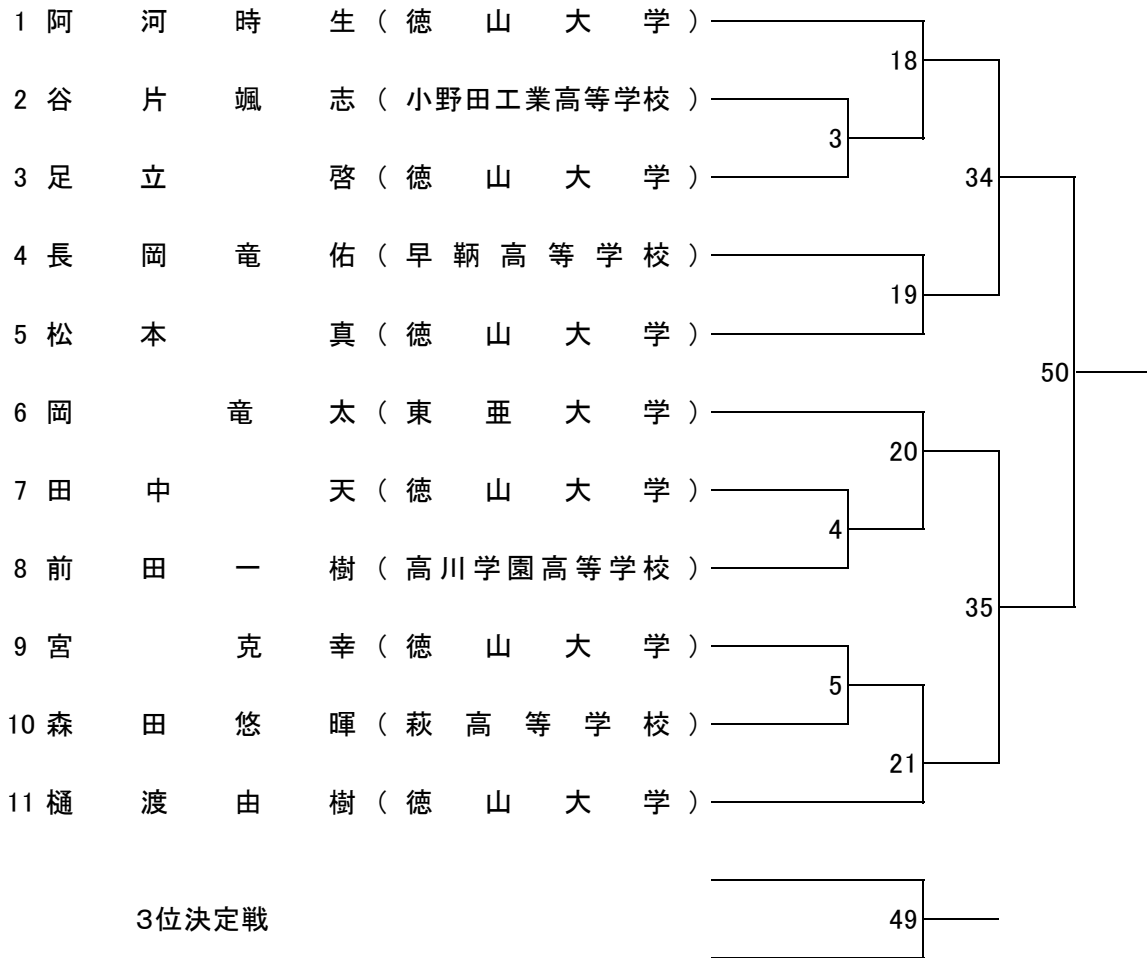 1 阿河時生(徳山大学)
18
2 谷片颯志(小野田工業高等学校)
3
3 足立啓(徳山大学)
34
4 長岡竜佑(早鞆高等学校)
19
5 松本真(徳山大学)
50
6 岡竜太(東亜大学)
20
7 田中天(徳山大学)
4
8 前田一樹(高川学園高等学校)
35
9 宮克幸(徳山大学)
5
10 森田悠暉(萩高等学校)
21
11 樋渡由樹(徳山大学)
3位決定戦
49